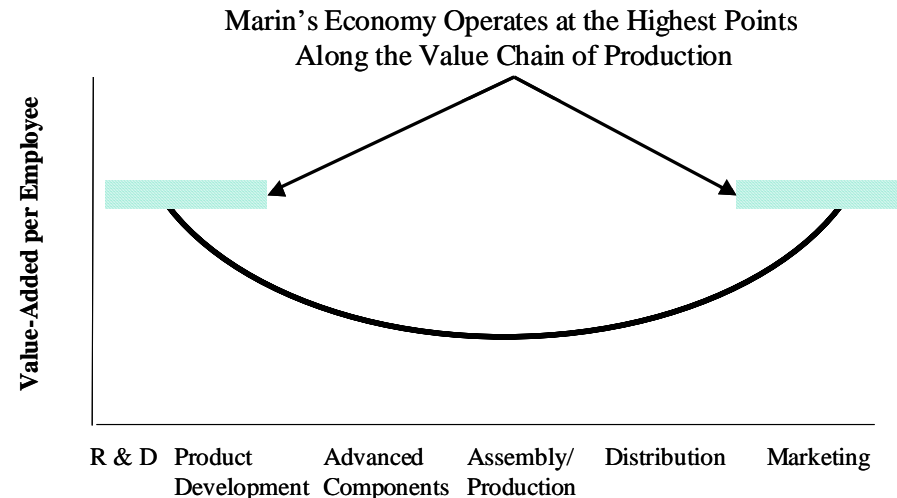 Marin’s Economy Operates at the Highest Points
Along the Value Chain of Production
Value-Added per Employee
R & D Product Advanced Assembly/ Distribution Marketing
Development Components Production